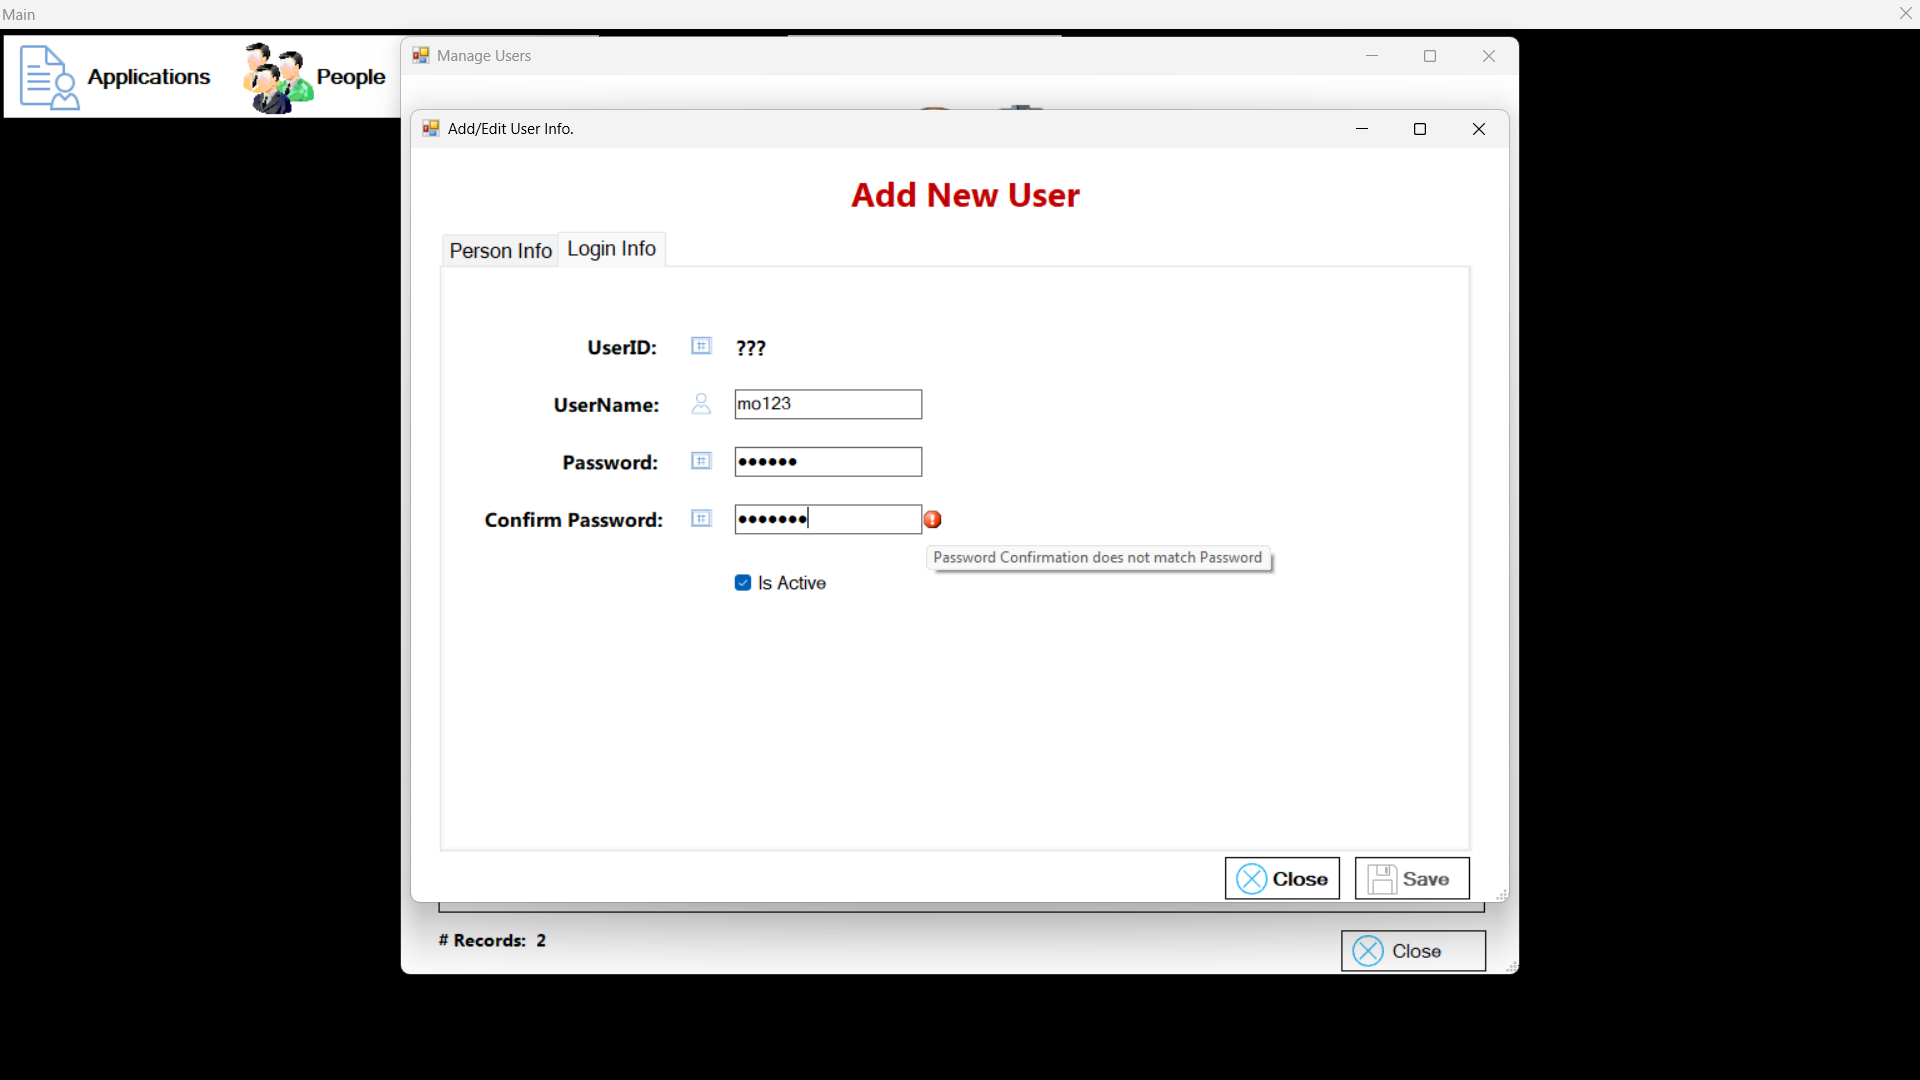 Main
Applications
People
Manage Users
Add/Edit User Info.
Add New User
Person Info
Login Info
UserID:
???
UserName:
mo123
Password:
••••••
Confirm Password:
•••••••
Password Confirmation does not match Password
Is Active
Close
Save
# Records: 2
Close